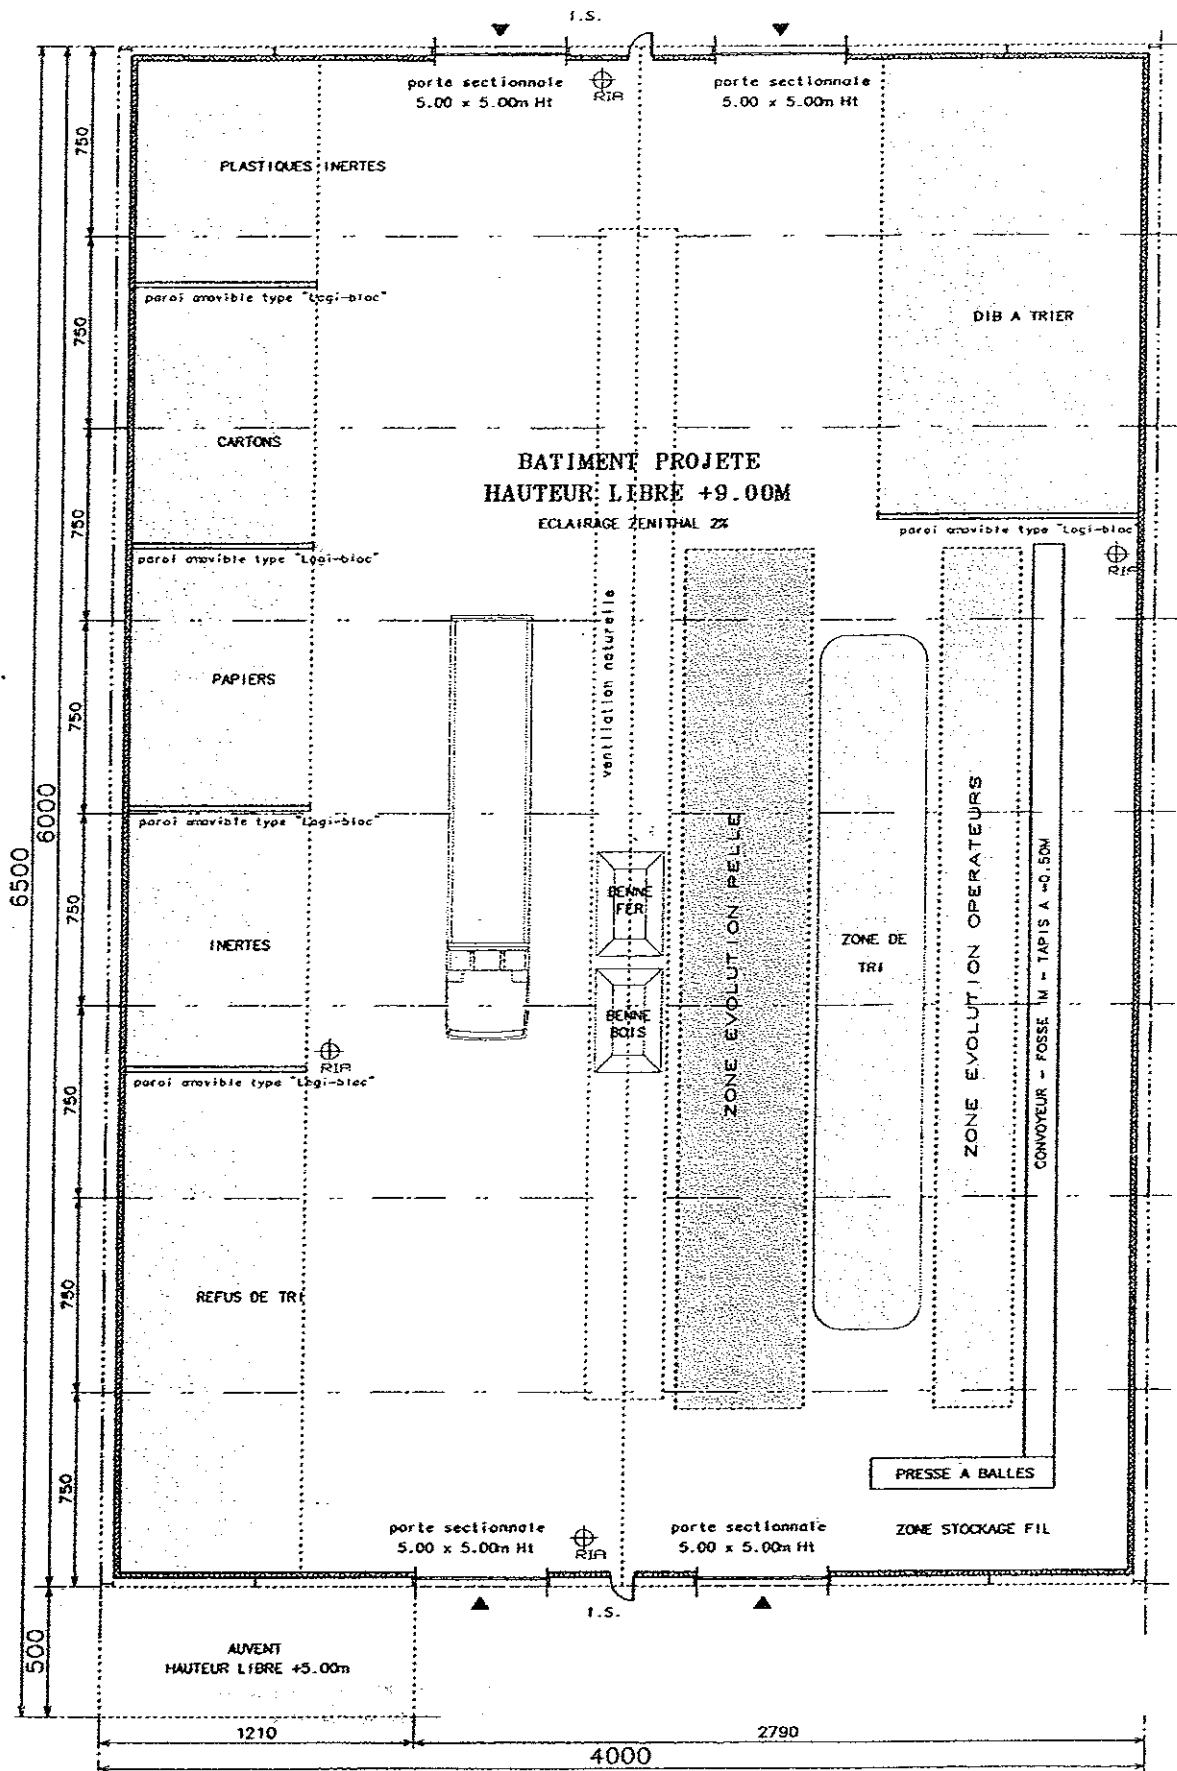 I.S.
porte sectionnale
5.00 x 5.00m Ht
RIA
porte sectionnale
5.00 x 5.00m Ht
PLASTIQUES INERTES
paroi amovible type "Logi-bloc"
DIB A TRIER
CARTONS
BATIMENT PROJETE
HAUTEUR LIBRE +9.00M
ECLAIRAGE ZENITHAL 2%
paroi amovible type "Logi-bloc"
paroi amovible type "Logi-bloc
RIA
ventilation naturelle
PAPIERS
paroi amovible type "Logi-bloc"
BENNE
FER
BENNE
BOIS
ZONE EVOLUTION PELLE
ZONE DE
TRI
ZONE EVOLUTION OPERATEURS
CONVOYEUR - FOSSE 1M - TAPIS A -0.50M
INERTES
RIA
paroi amovible type "Logi-bloc"
REFUS DE TRI
PRESSE A BALLES
ZONE STOCKAGE FIL
porte sectionnale
5.00 x 5.00m Ht
RIA
porte sectionnale
5.00 x 5.00m Ht
I.S.
AUVENT
HAUTEUR LIBRE +5.00m
750
750
750
750
750
750
750
750
6000
6500
500
1210
2790
4000